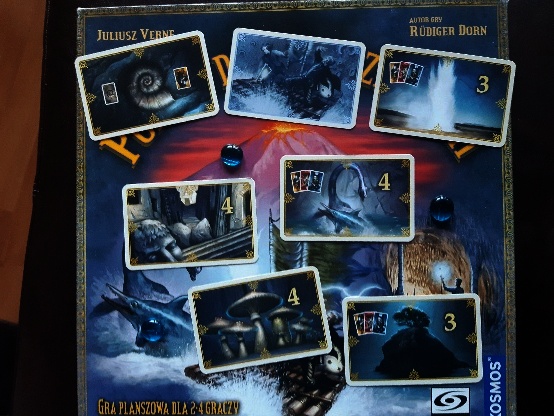 JULIUSZ VERNE
AUTOR GRY
RÜDIGER DORN
3
4
4
4
3
GRA PLANSZOWA DLA 2-4 GRACZY
KOSMOS